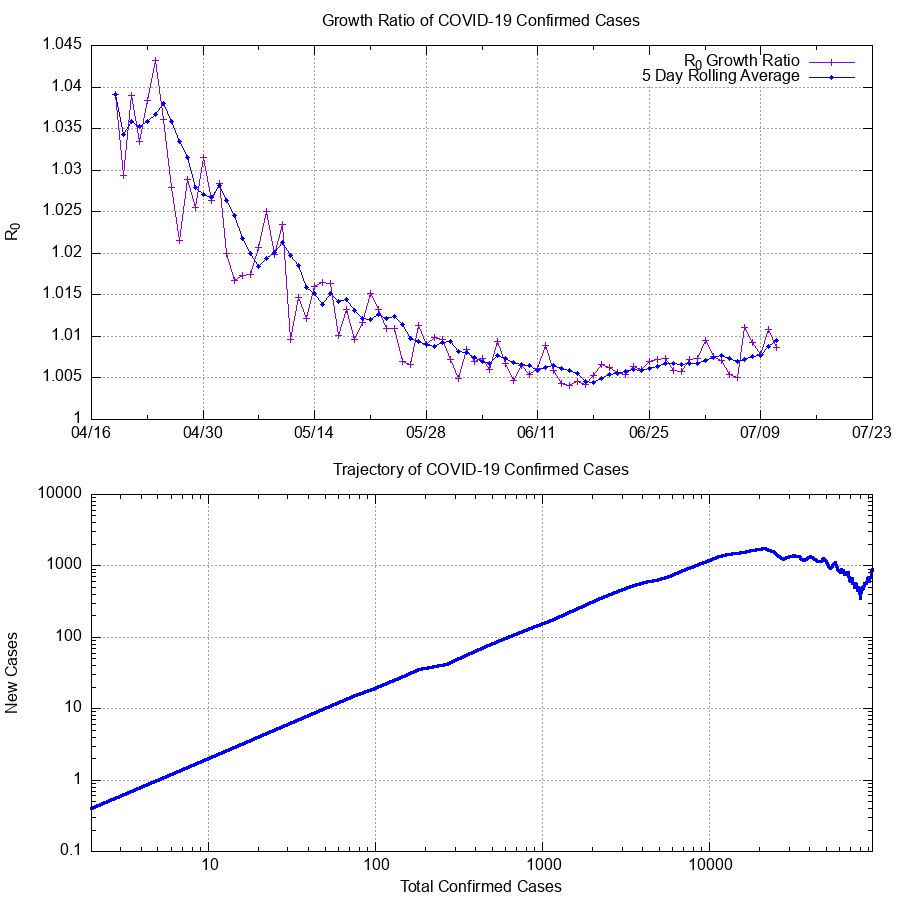 Growth Ratio of COVID-19 Confirmed Cases
R0 Growth Ratio
5 Day Rolling Average
1.045
1.04
1.035
1.03
1.025
1.02
1.015
1.01
1.005
1
R0
04/16 04/30 05/14 05/28 06/11 06/25 07/09 07/23
Trajectory of COVID-19 Confirmed Cases
10000
1000
100
10
1
0.1
New Cases
10 100 1000 10000
Total Confirmed Cases